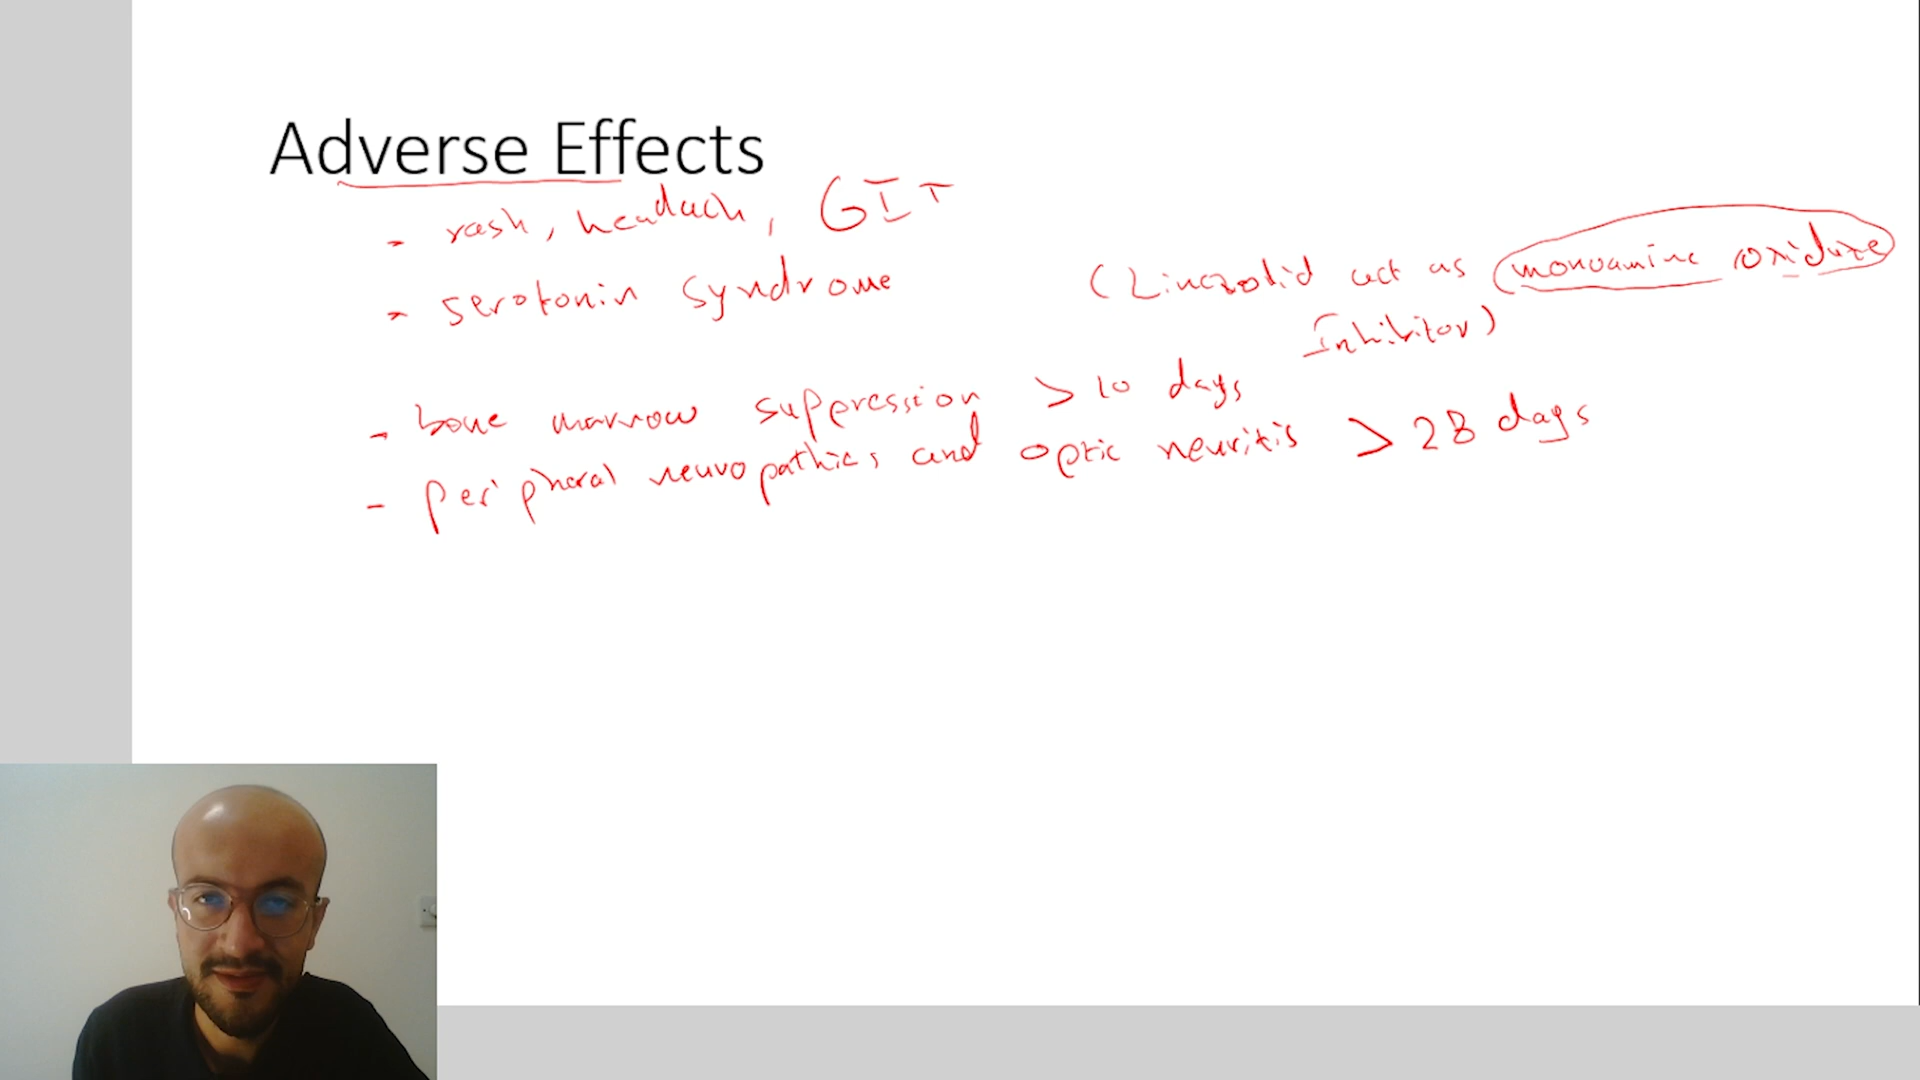 Adverse Effects
- rash, headach, GIT
- serotonin syndrome (Linezolid act as monoamine oxidase
Inhibitor)
- bone marrow suppression > 10 days
- peripheral neuropathies and optic neuritis > 28 days